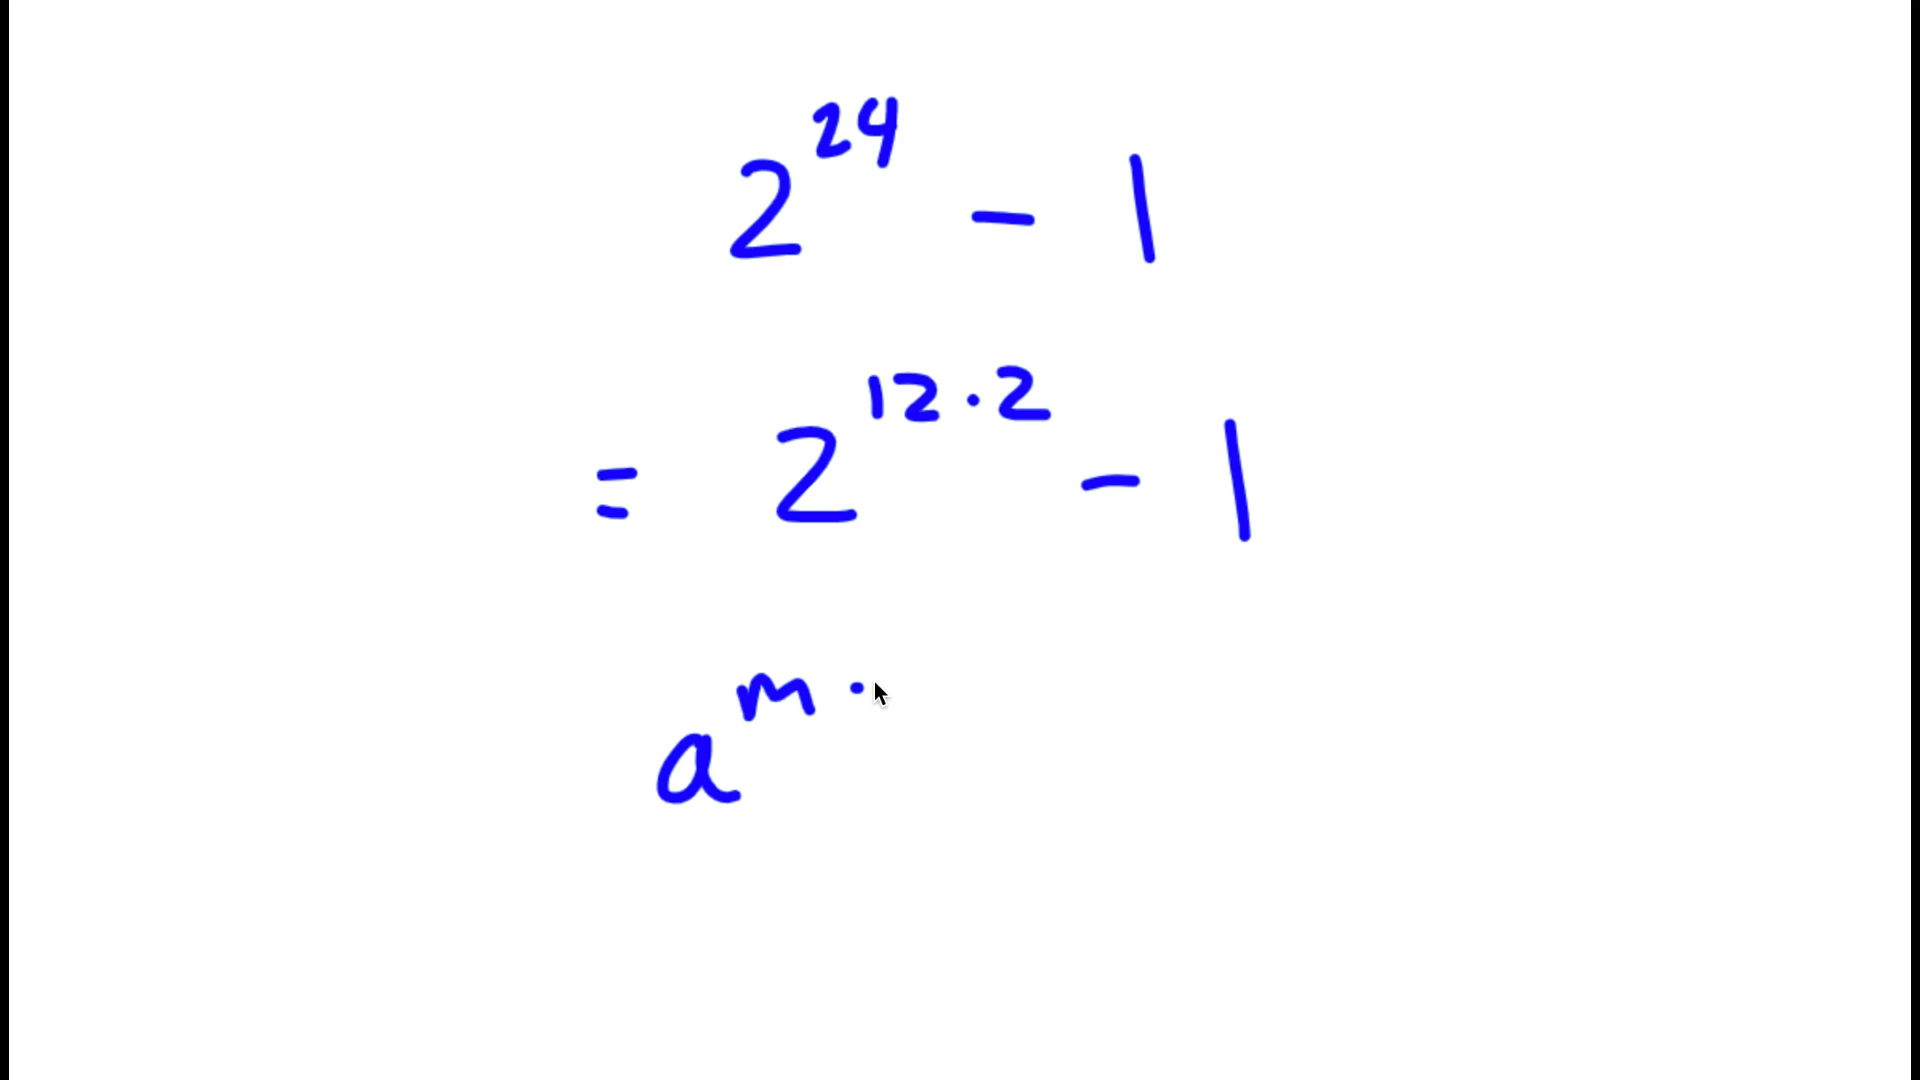 2^24 - 1
= 2^12·2 - 1
a^m·